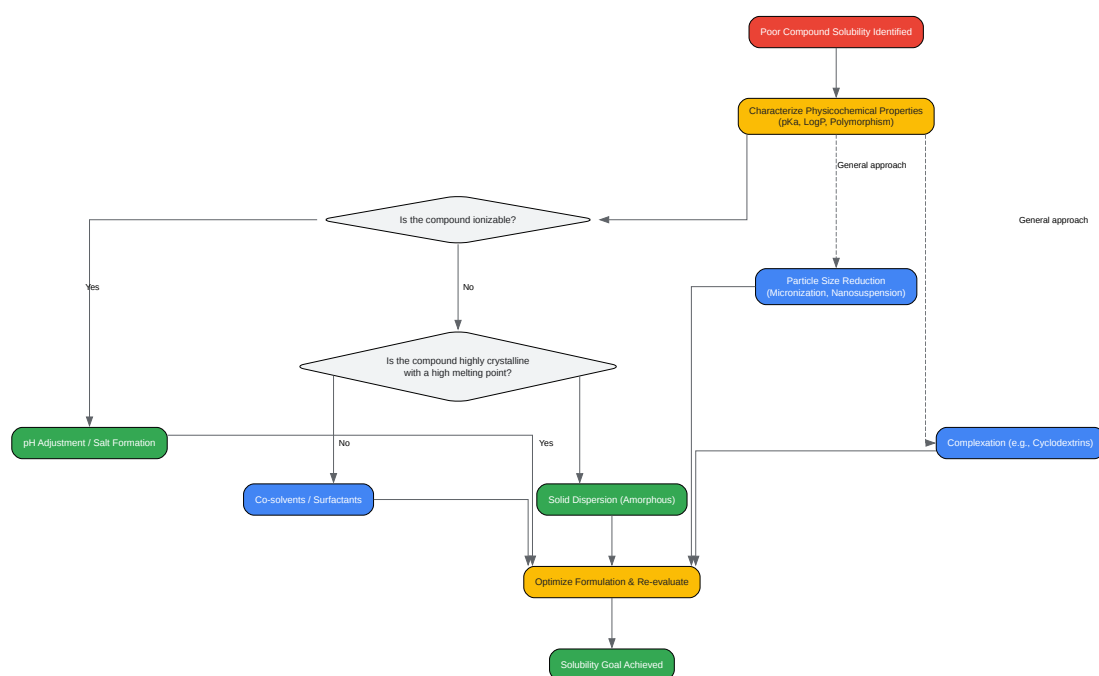 Poor Compound Solubility Identified
Characterize Physicochemical Properties
(pKa, LogP, Polymorphism)
General approach
Is the compound ionizable?
General approach
Yes
No
Particle Size Reduction
(Micronization, Nanosuspension)
Is the compound highly crystalline
with a high melting point?
pH Adjustment / Salt Formation
No
Yes
Complexation (e.g., Cyclodextrins)
Co-solvents / Surfactants
Solid Dispersion (Amorphous)
Optimize Formulation & Re-evaluate
Solubility Goal Achieved